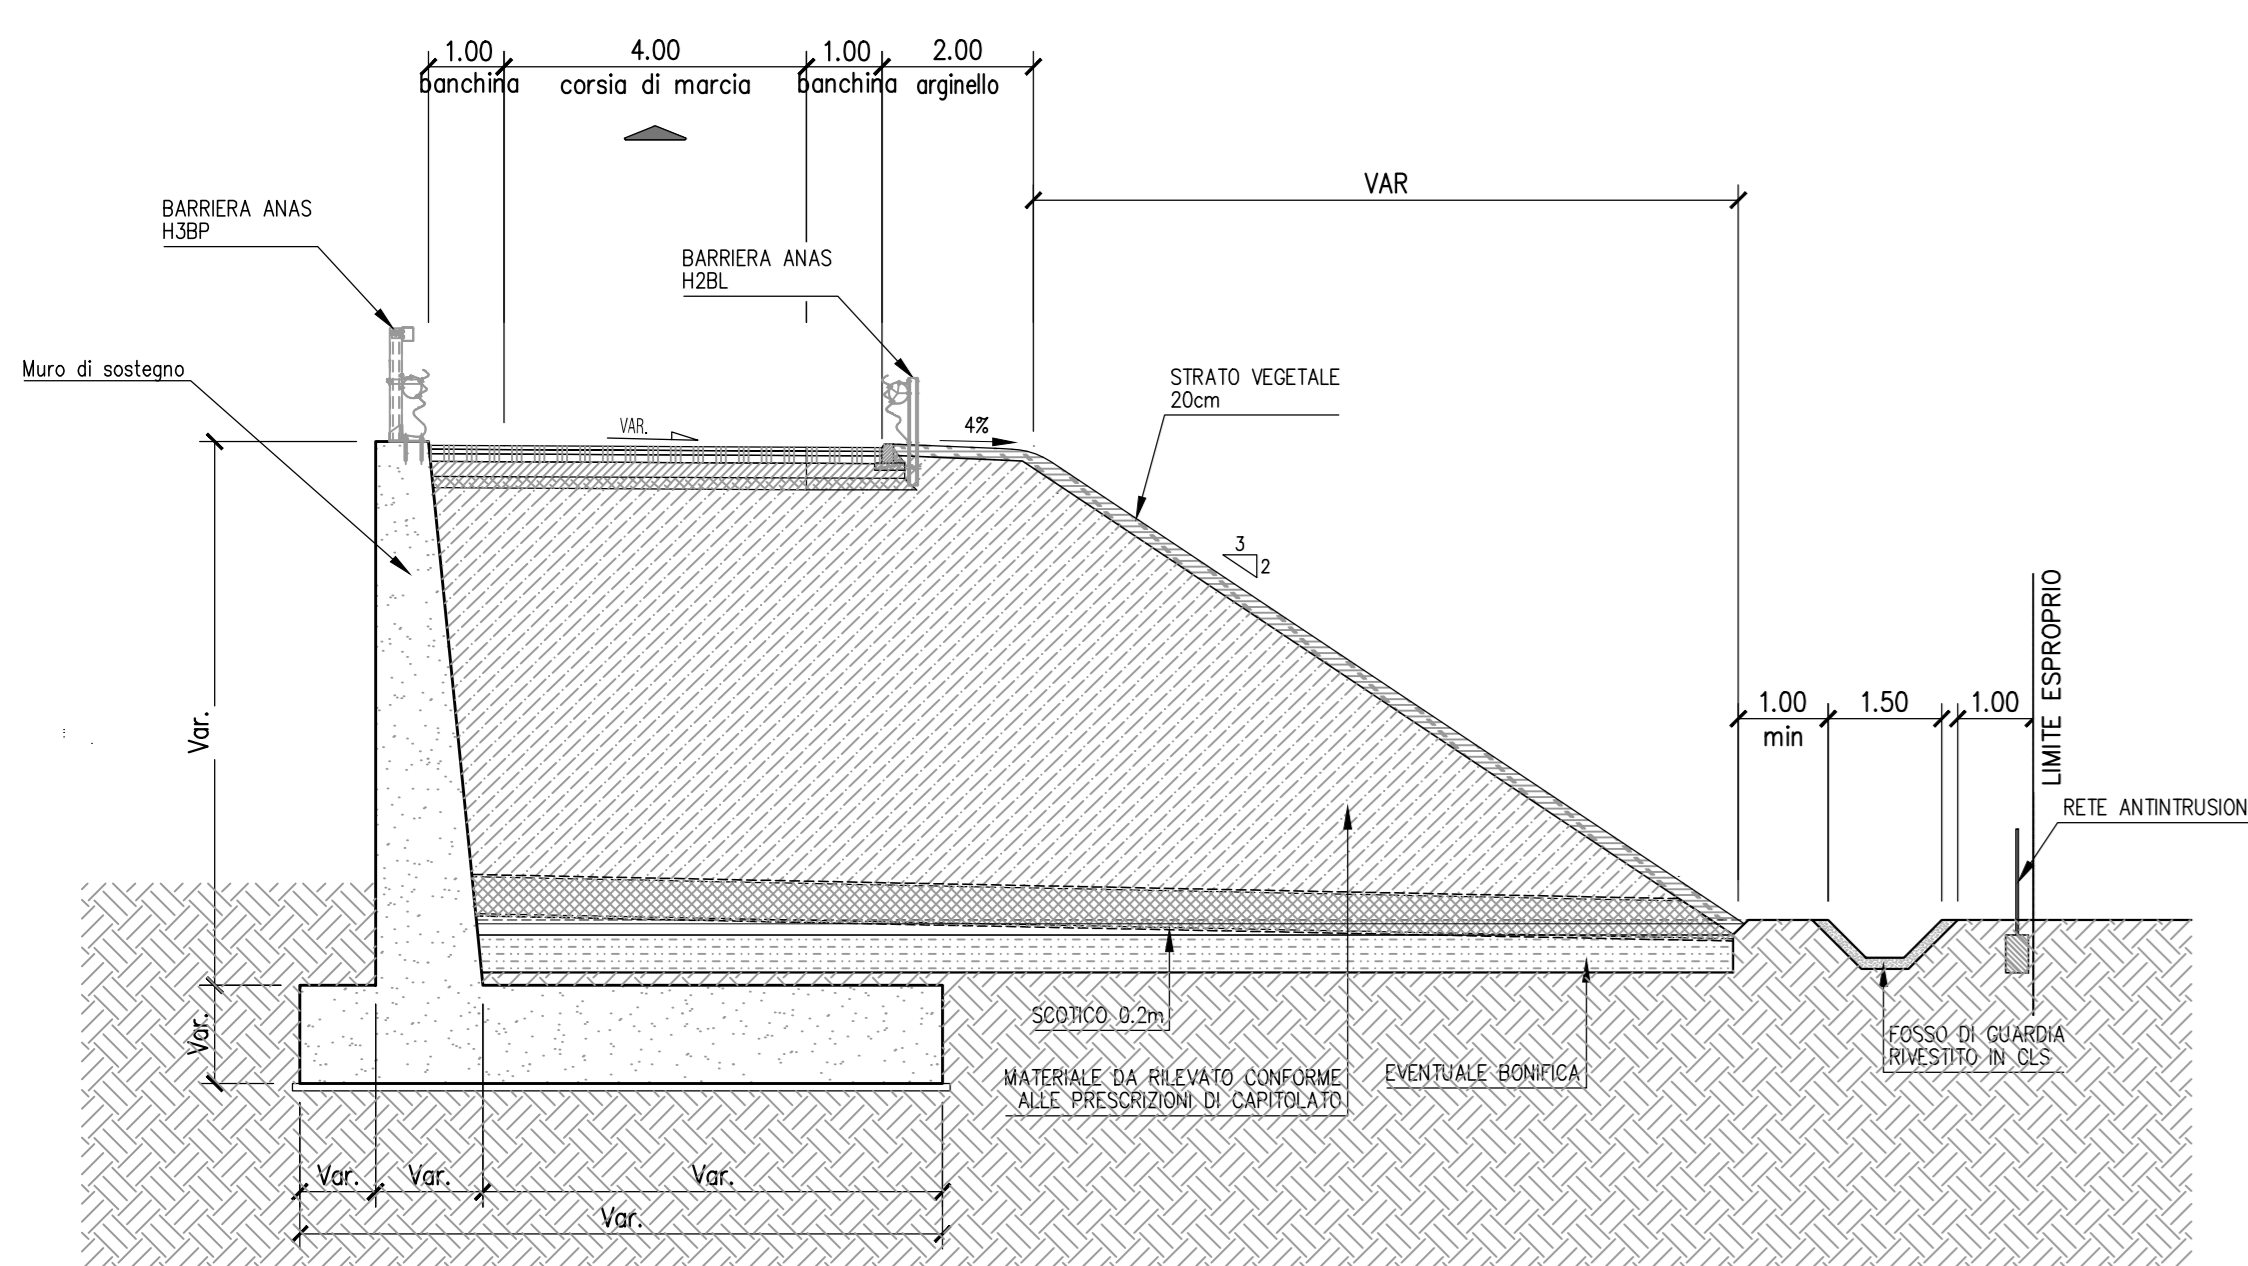 1.00
banchina
4.00
corsia di marcia
1.00
banchina
2.00
arginello
VAR
BARRIERA ANAS
H3BP
BARRIERA ANAS
H2BL
Muro di sostegno
STRATO VEGETALE
20cm
VAR.
4%
3
2
LIMITE ESPROPRIO
1.00
min
1.50
1.00
RETE ANTINTRUSION
Var.
Var.
SCOTICO 0.2m
MATERIALE DA RILEVATO CONFORME
ALLE PRESCRIZIONI DI CAPITOLATO
EVENTUALE BONIFICA
FOSSO DI GUARDIA
RIVESTITO IN CLS
Var.
Var.
Var.
Var.